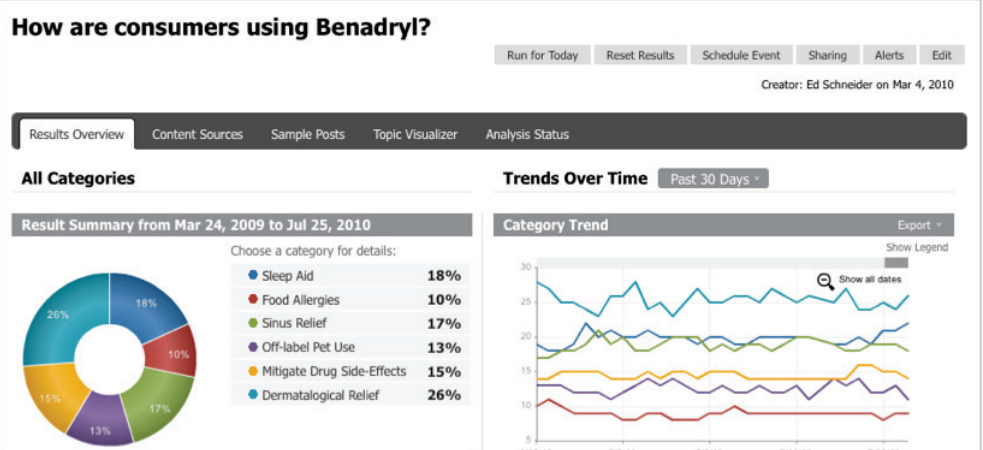 How are consumers using Benadryl?
Run for Today Reset Results Schedule Event Sharing Alerts Edit
Creator: Ed Schneider on Mar 4, 2010
Results Overview Content Sources Sample Posts Topic Visualizer Analysis Status
All Categories
Trends Over Time Past 30 Days
Result Summary from Mar 24, 2009 to Jul 25, 2010
Choose a category for details:
Sleep Aid 18%
Food Allergies 10%
Sinus Relief 17%
Off-label Pet Use 13%
Mitigate Drug Side-Effects 15%
Dermatalogical Relief 26%
18%
10%
17%
13%
15%
26%
Category Trend Export
Show Legend
Show all dates
30
25
20
15
10
5